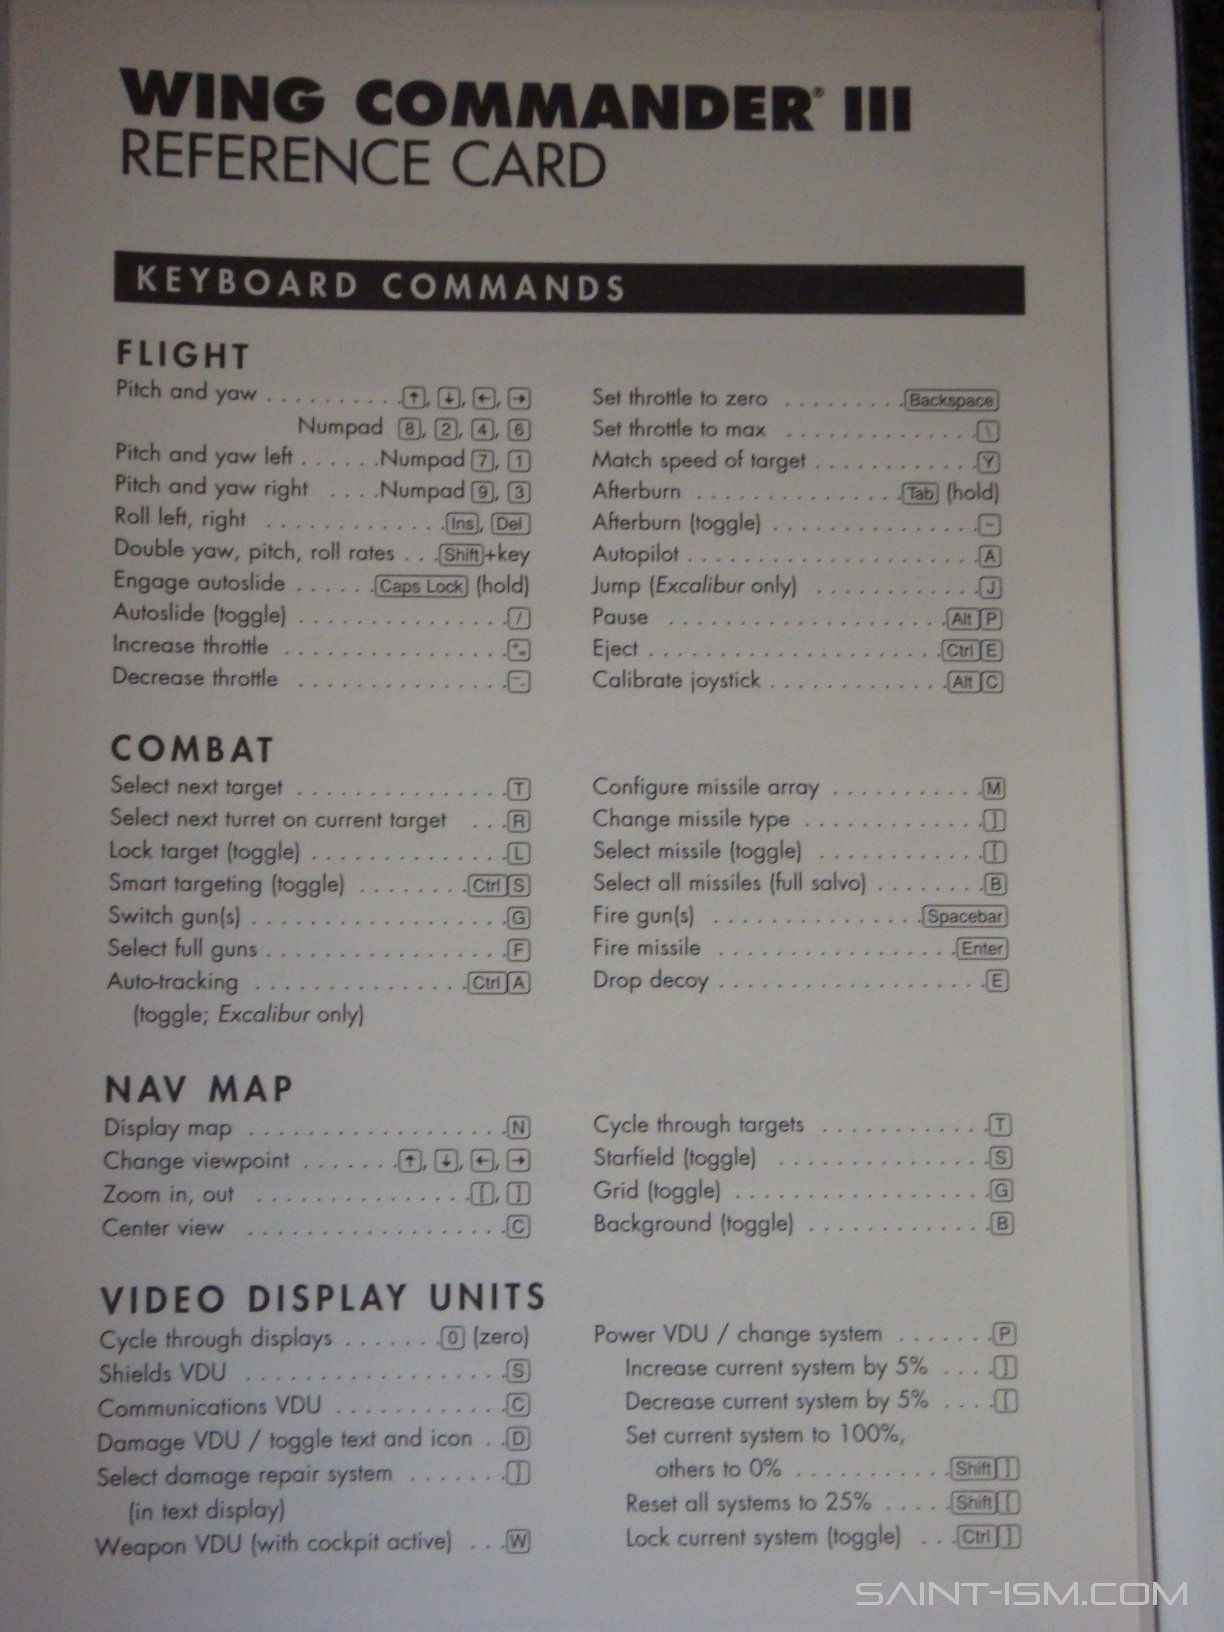 WING COMMANDER® III
REFERENCE CARD
KEYBOARD COMMANDS
FLIGHT
Pitch and yaw . . . . . . . . . . ↑, ↓, ←, →
Numpad 8, 2, 4, 6
Pitch and yaw left . . . . . . Numpad 7, 1
Pitch and yaw right . . . . Numpad 9, 3
Roll left, right . . . . . . . . . . . . . Ins, Del
Double yaw, pitch, roll rates . . . Shift+key
Engage autoslide . . . . . . Caps Lock (hold)
Autoslide (toggle) . . . . . . . . . . . . . . /
Increase throttle . . . . . . . . . . . . . . . . +=
Decrease throttle . . . . . . . . . . . . . . . -
Set throttle to zero . . . . . . . . . Backspace
Set throttle to max . . . . . . . . . . . . . . \
Match speed of target . . . . . . . . . . . . Y
Afterburn . . . . . . . . . . . . . . . Tab (hold)
Afterburn (toggle) . . . . . . . . . . . . . . ~
Autopilot . . . . . . . . . . . . . . . . . . . . . A
Jump (Excalibur only) . . . . . . . . . . . . J
Pause . . . . . . . . . . . . . . . . . . . . Alt P
Eject . . . . . . . . . . . . . . . . . . . . . Ctrl E
Calibrate joystick . . . . . . . . . . . . . Alt C
COMBAT
Select next target . . . . . . . . . . . . . . . T
Select next turret on current target . . . R
Lock target (toggle) . . . . . . . . . . . . . . L
Smart targeting (toggle) . . . . . . . . Ctrl S
Switch gun(s) . . . . . . . . . . . . . . . . . . G
Select full guns . . . . . . . . . . . . . . . . . F
Auto-tracking . . . . . . . . . . . . . . . Ctrl A
(toggle; Excalibur only)
Configure missile array . . . . . . . . . . . M
Change missile type . . . . . . . . . . . . . ]
Select missile (toggle) . . . . . . . . . . . . [
Select all missiles (full salvo) . . . . . . . . B
Fire gun(s) . . . . . . . . . . . . . . . Spacebar
Fire missile . . . . . . . . . . . . . . . . . Enter
Drop decoy . . . . . . . . . . . . . . . . . . . E
NAV MAP
Display map . . . . . . . . . . . . . . . . . . . N
Change viewpoint . . . . . . . ↑, ↓, ←, →
Zoom in, out . . . . . . . . . . . . . . . . [, ]
Center view . . . . . . . . . . . . . . . . . . . C
Cycle through targets . . . . . . . . . . . . T
Starfield (toggle) . . . . . . . . . . . . . . . S
Grid (toggle) . . . . . . . . . . . . . . . . . . G
Background (toggle) . . . . . . . . . . . . . B
VIDEO DISPLAY UNITS
Cycle through displays . . . . . . . 0 (zero)
Shields VDU . . . . . . . . . . . . . . . . . . . S
Communications VDU . . . . . . . . . . . . C
Damage VDU / toggle text and icon . . D
Select damage repair system . . . . . . . ]
(in text display)
Weapon VDU (with cockpit active) . . . W
Power VDU / change system . . . . . . . P
Increase current system by 5% . . . . ]
Decrease current system by 5% . . . . [
Set current system to 100%,
others to 0% . . . . . . . . . . . Shift ]
Reset all systems to 25% . . . . . Shift [
Lock current system (toggle) . . . Ctrl ]
SAINT-ISM.COM